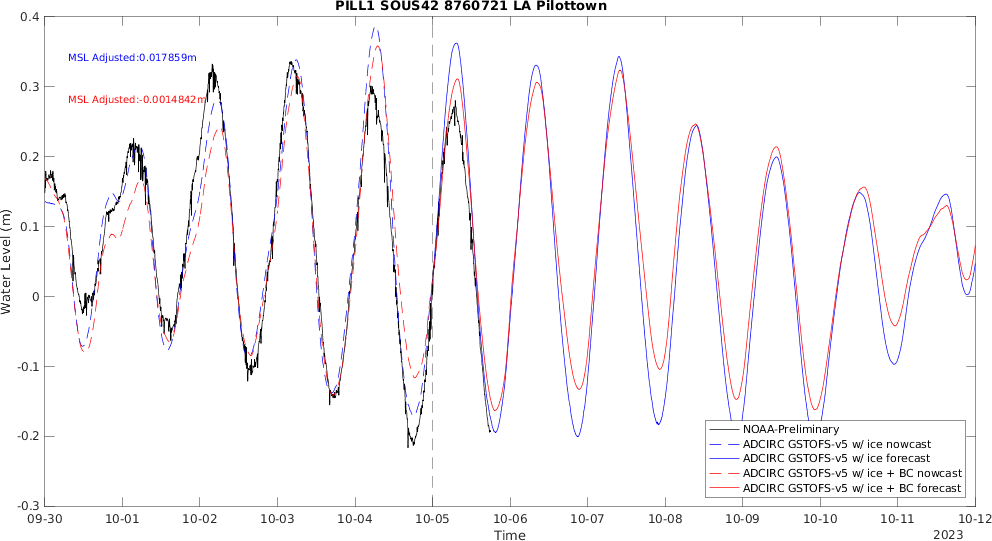 PILL1 SOUS42 8760721 LA Pilottown
0.4
0.3
0.2
0.1
0
-0.1
-0.2
-0.3
Water Level (m)
MSL Adjusted:0.017859m
MSL Adjusted:-0.0014842m
NOAA-Preliminary
ADCIRC GSTOFS-v5 w/ ice nowcast
ADCIRC GSTOFS-v5 w/ ice forecast
ADCIRC GSTOFS-v5 w/ ice + BC nowcast
ADCIRC GSTOFS-v5 w/ ice + BC forecast
09-30 10-01 10-02 10-03 10-04 10-05 10-06 10-07 10-08 10-09 10-10 10-11 10-12
Time
2023